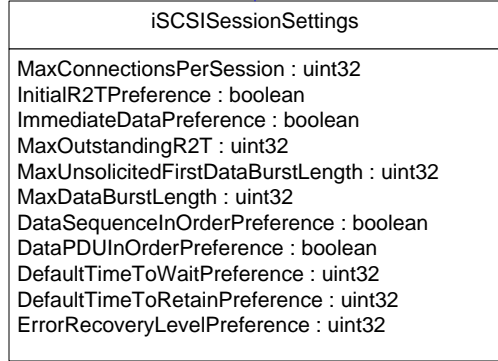 iSCSISessionSettings
MaxConnectionsPerSession : uint32
InitialR2TPreference : boolean
ImmediateDataPreference : boolean
MaxOutstandingR2T : uint32
MaxUnsolicitedFirstDataBurstLength : uint32
MaxDataBurstLength : uint32
DataSequenceInOrderPreference : boolean
DataPDUInOrderPreference : boolean
DefaultTimeToWaitPreference : uint32
DefaultTimeToRetainPreference : uint32
ErrorRecoveryLevelPreference : uint32